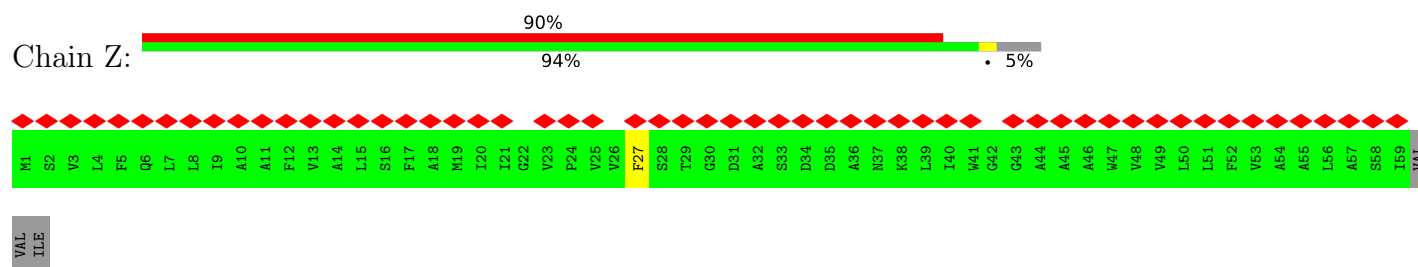 90%
Chain Z:
94% • 5%
M1 S2 V3 L4 F5 Q6 L7 L8 I9 A10 A11 F12 V13 A14 L15 S16 F17 A18 M19 I20 I21 G22 V23 P24 V25 V26 F27 S28 T29 G30 D31 A32 S33 D34 D35 A36 N37 K38 L39 I40 W41 G42 G43 A44 A45 A46 W47 V48 V49 L50 L51 F52 V53 A54 A55 L56 A57 S58 I59 VAL
VAL ILE